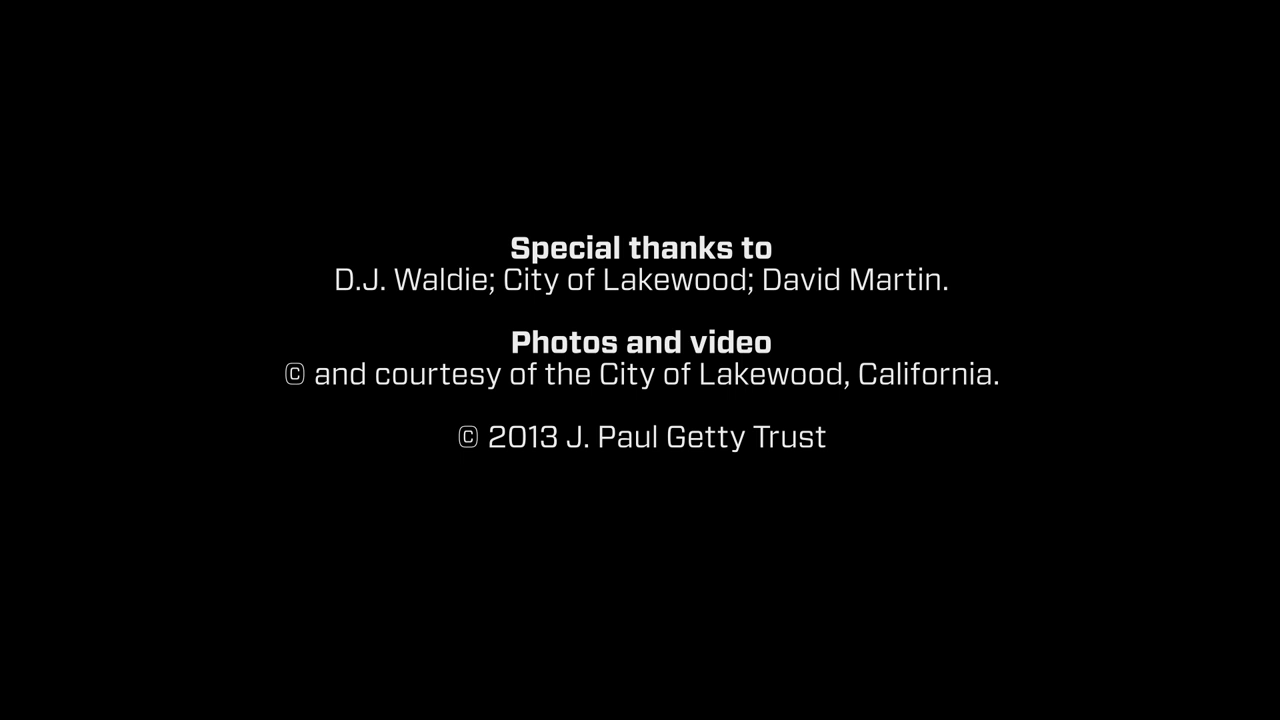 Special thanks to
D.J. Waldie; City of Lakewood; David Martin.
Photos and video
© and courtesy of the City of Lakewood, California.
© 2013 J. Paul Getty Trust